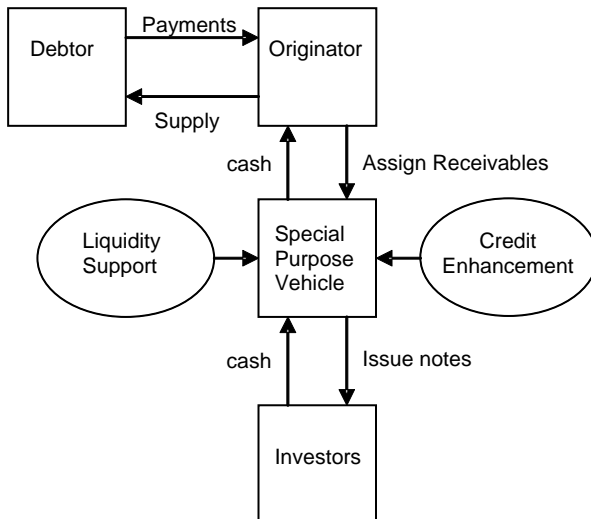 Payments
Debtor
Originator
Supply
cash
Assign Receivables
Liquidity
Support
Special
Purpose
Vehicle
Credit
Enhancement
cash
Issue notes
Investors